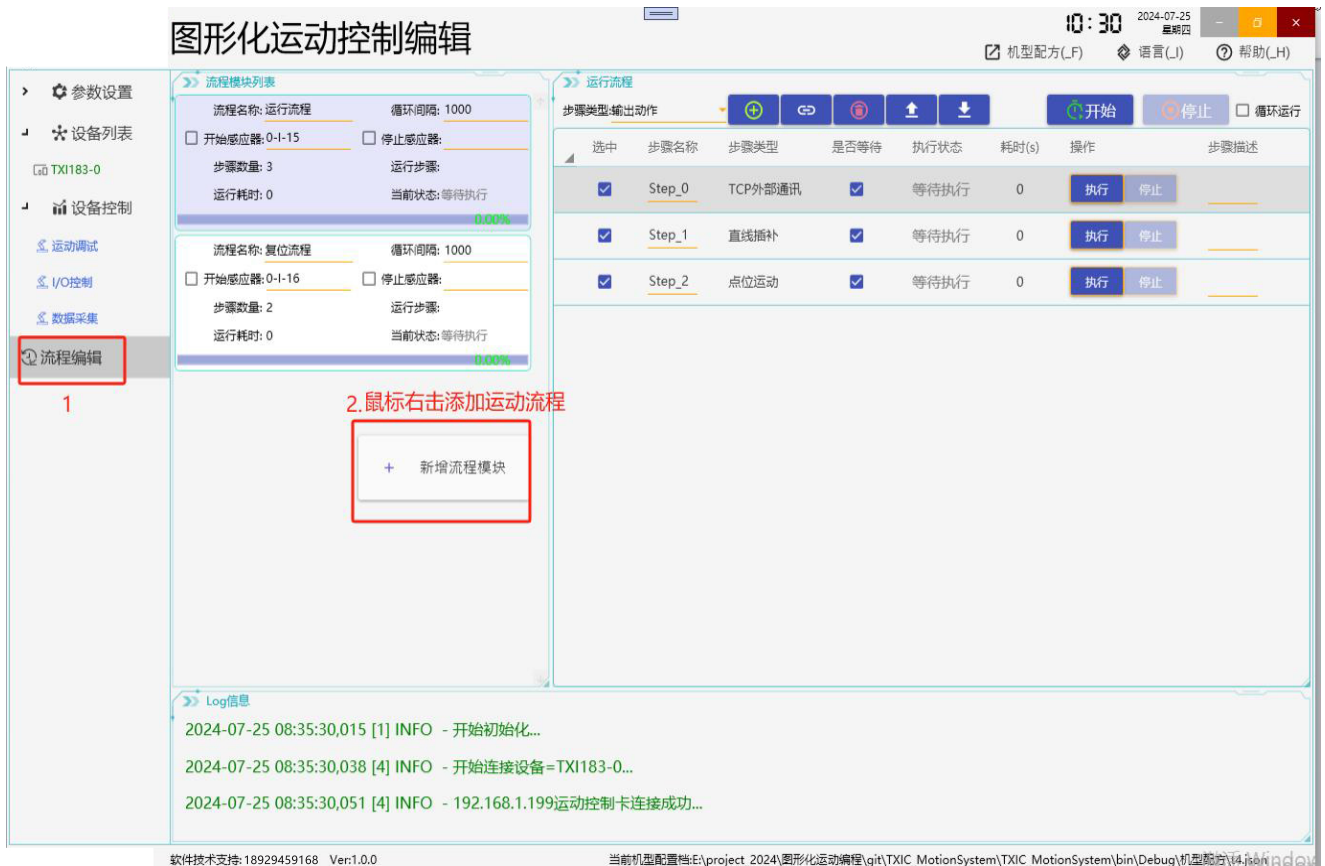 图形化运动控制编辑
10:30 2024-07-25
星期四
机型配方(_F) 语言(_I) 帮助(_H)
参数设置
设备列表
TXI183-0
设备控制
运动调试
I/O控制
数据采集
流程编辑
1
流程模块列表
流程名称: 运行流程 循环间隔: 1000
开始感应器: 0-I-15 停止感应器:
步骤数量: 3 运行步骤:
运行耗时: 0 当前状态: 等待执行
0.00%
流程名称: 复位流程 循环间隔: 1000
开始感应器: 0-I-16 停止感应器:
步骤数量: 2 运行步骤:
运行耗时: 0 当前状态: 等待执行
0.00%
2.鼠标右击添加运动流程
+ 新增流程模块
运行流程
步骤类型:输出动作 开始 停止 循环运行
选中 步骤名称 步骤类型 是否等待 执行状态 耗时(s) 操作 步骤描述
Step_0 TCP外部通讯 等待执行 0 执行 停止
Step_1 直线插补 等待执行 0 执行 停止
Step_2 点位运动 等待执行 0 执行 停止
Log信息
2024-07-25 08:35:30,015 [1] INFO - 开始初始化...
2024-07-25 08:35:30,038 [4] INFO - 开始连接设备=TXI183-0...
2024-07-25 08:35:30,051 [4] INFO - 192.168.1.199运动控制卡连接成功...
软件技术支持: 18929459168 Ver:1.0.0 当前机型配置档:E:\project_2024\图形化运动编程\git\TXIC_MotionSystem\TXIC_MotionSystem\bin\Debug\机型配方\14.json